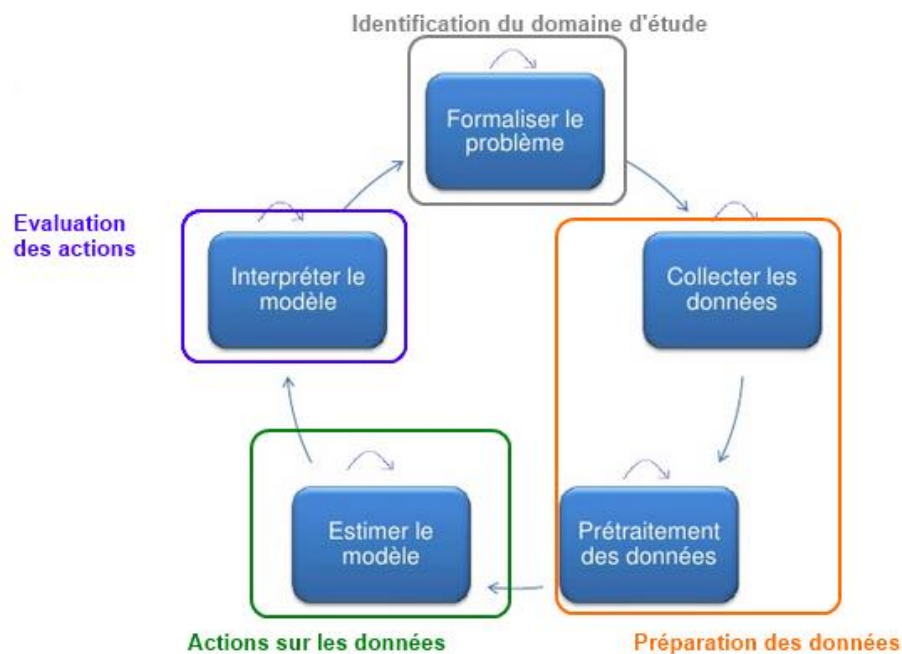 Identification du domaine d'étude
Formaliser le
problème
Evaluation
des actions
Interpréter le
modèle
Collecter les
données
Estimer le
modèle
Prétraitement
des données
Actions sur les données
Préparation des données